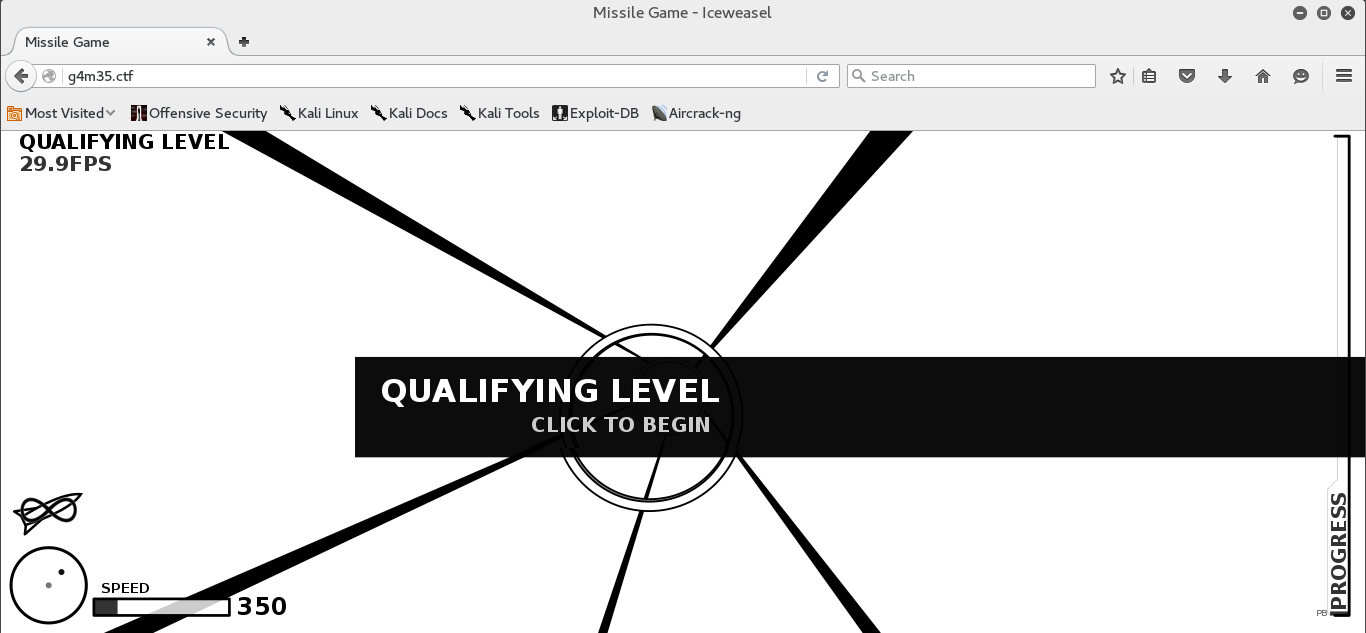 Missile Game - Iceweasel
Missile Game
g4m35.ctf
Search
Most Visited
Offensive Security
Kali Linux
Kali Docs
Kali Tools
Exploit-DB
Aircrack-ng
QUALIFYING LEVEL
29.9FPS
QUALIFYING LEVEL
CLICK TO BEGIN
SPEED
350
PROGRESS
PB